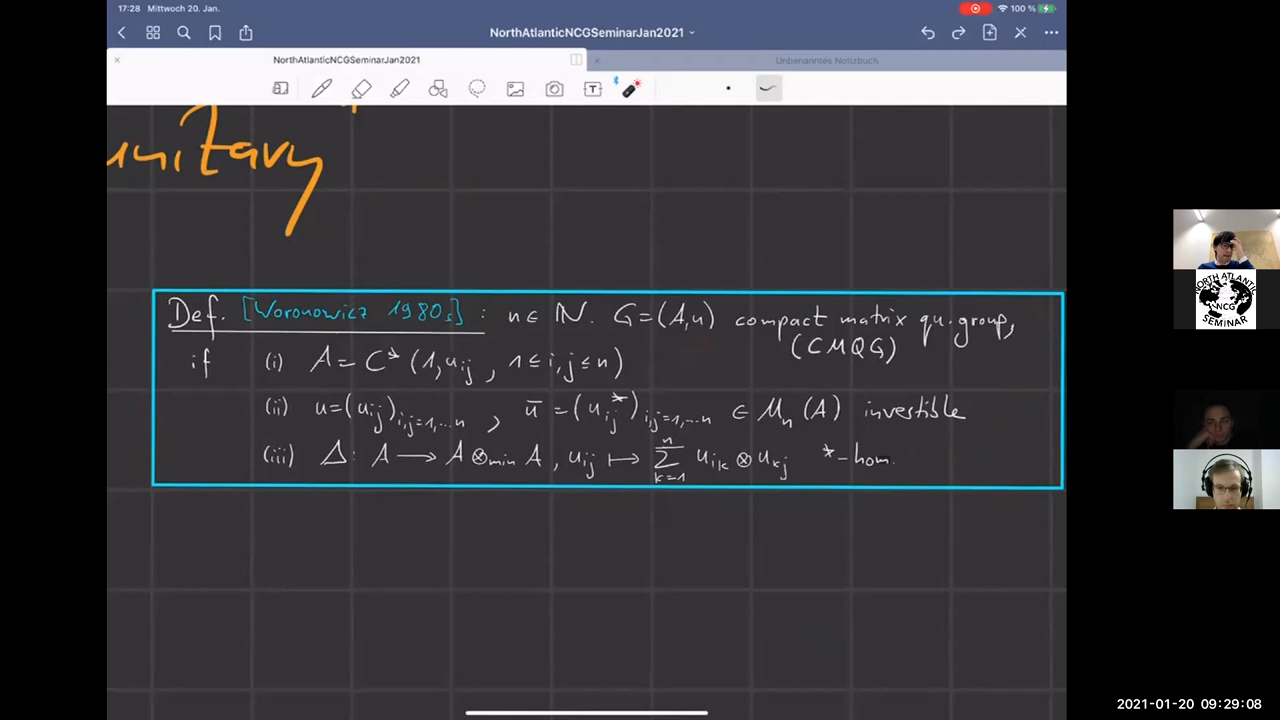 17:28 Mittwoch 20. Jan.
100 %
NorthAtlanticNCGSeminarJan2021
NorthAtlanticNCGSeminarJan2021
Unbenanntes Notizbuch
unitary
Def. [Woronowicz 1980s] : n ∈ ℕ. G = (A,u) compact matrix qu. group,
(CMQG)
if (i) A = C* (1, u_ij , 1 ≤ i,j ≤ n)
(ii) u = (u_ij)_{i,j=1,...n} , ū = (u_ij*)_{i,j=1,...n} ∈ M_n (A) invertible
(iii) Δ: A → A ⊗_min A , u_ij ↦ Σ_{k=1}^{n} u_ik ⊗ u_kj *-hom.
NORTH ATLANTIC
NCG
SEMINAR
2021-01-20 09:29:08